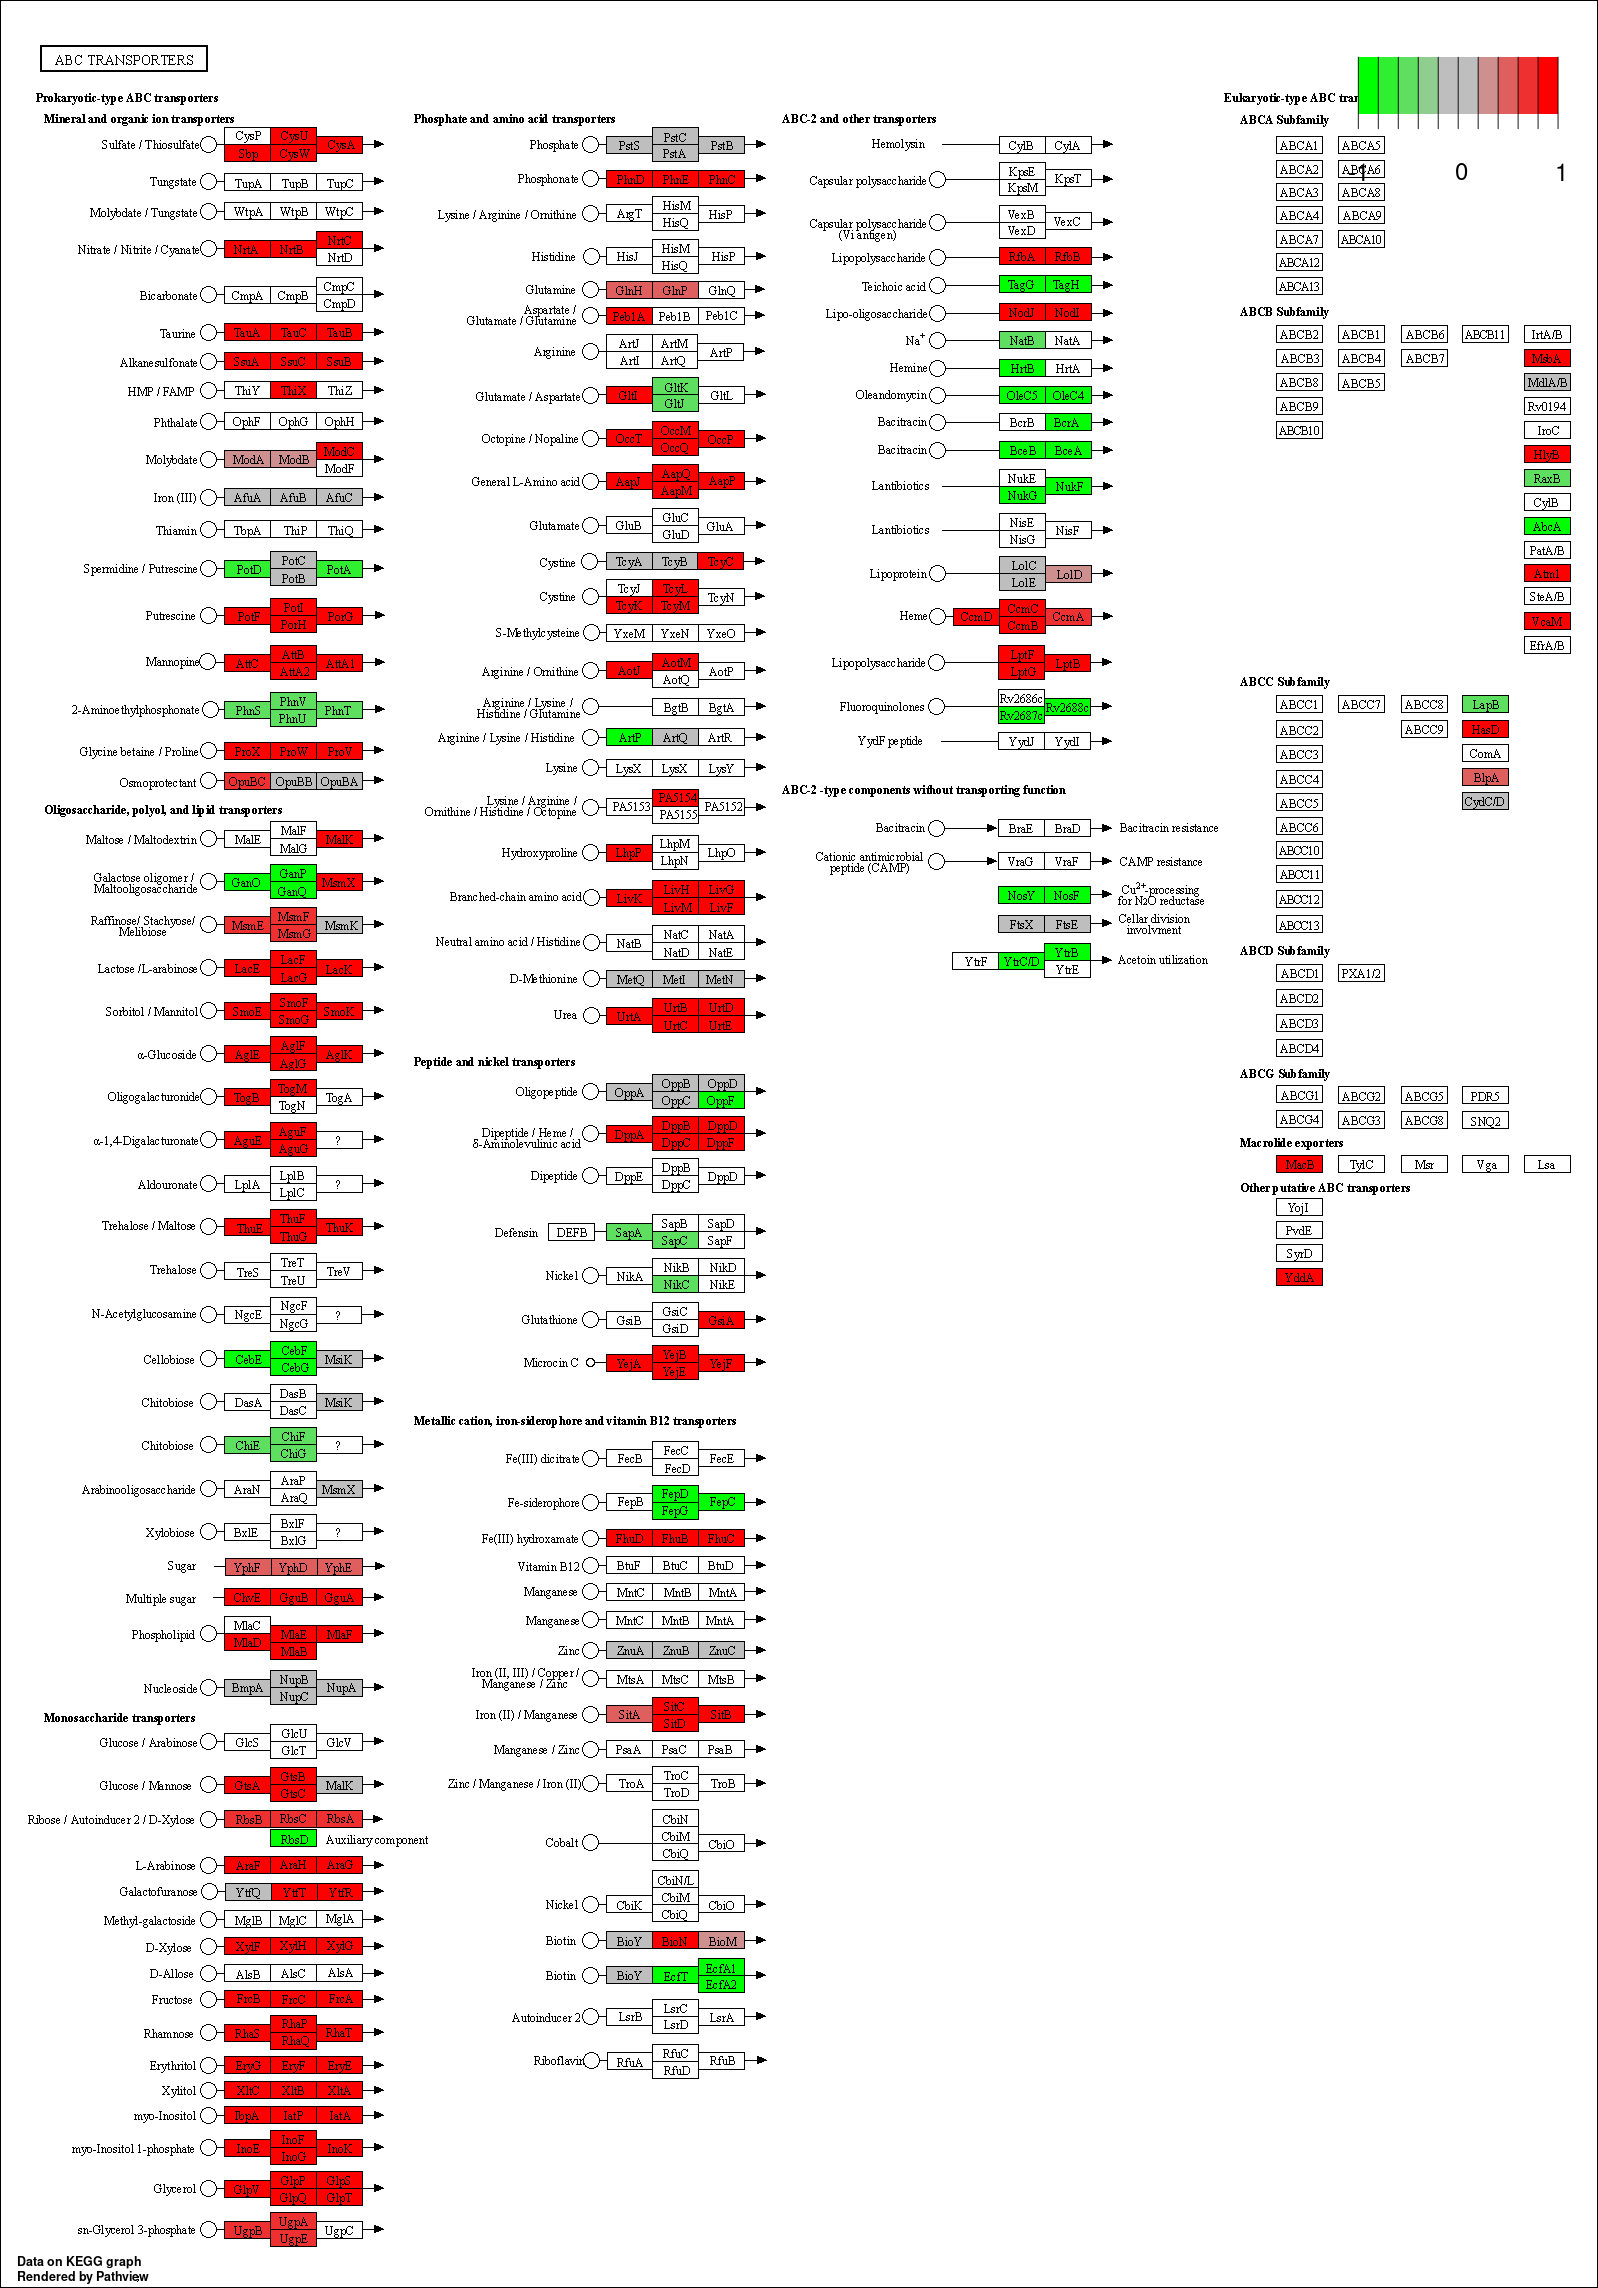 ABC TRANSPORTERS
Prokaryotic-type ABC transporters
Mineral and organic ion transporters
Sulfate / Thiosulfate CysP CysU CysA
Sbp CysW
Tungstate TupA TupB TupC
Molybdate / Tungstate WtpA WtpB WtpC
Nitrate / Nitrite / Cyanate NrtA NrtB NrtC
NrtD
Bicarbonate CmpA CmpB CmpC
CmpD
Taurine TauA TauC TauB
Alkanesulfonate SsuA SsuC SsuB
HMP / FAMP ThiY ThiX ThiZ
Phthalate OphF OphG OphH
Molybdate ModA ModB ModC
ModF
Iron (III) AfuA AfuB AfuC
Thiamin TbpA ThiP ThiQ
Spermidine / Putrescine PotD PotC PotA
PotB
Putrescine PotF PotI PorG
PorH
Mannopine AttC AttB AttA1
AttA2
2-Aminoethylphosphonate PhnS PhnV PhnT
PhnU
Glycine betaine / Proline ProX ProW ProV
Osmoprotectant OpuBC OpuBB OpuBA
Oligosaccharide, polyol, and lipid transporters
Maltose / Maltodextrin MalE MalF MalK
MalG
Galactose oligomer /
Maltooligosaccharide GanO GanP MsmX
GanQ
Raffinose/ Stachyose/
Melibiose MsmE MsmF MsmK
MsmG
Lactose /L-arabinose LacE LacF LacK
LacG
Sorbitol / Mannitol SmoE SmoF SmoK
SmoG
α-Glucoside AglE AglF AglK
AglG
Oligogalacturonide TogB TogM TogA
TogN
α-1,4-Digalacturonate AguE AguF ?
AguG
Aldouronate LplA LplB ?
LplC
Trehalose / Maltose ThuE ThuF ThuK
ThuG
Trehalose TreS TreT TreV
TreU
N-Acetylglucosamine NgcE NgcF ?
NgcG
Cellobiose CebE CebF MsiK
CebG
Chitobiose DasA DasB MsiK
DasC
Chitobiose ChiE ChiF ?
ChiG
Arabinooligosaccharide AraN AraP MsmX
AraQ
Xylobiose BxlE BxlF ?
BxlG
Sugar YphF YphD YphE
Multiple sugar ChvE GguB GguA
Phospholipid MlaC MlaE MlaF
MlaD MlaB
Nucleoside BmpA NupB NupA
NupC
Monosaccharide transporters
Glucose / Arabinose GlcS GlcU GlcV
GlcT
Glucose / Mannose GtsA GtsB MalK
GtsC
Ribose / Autoinducer 2 / D-Xylose RbsB RbsC RbsA
RbsD Auxiliary component
L-Arabinose AraF AraH AraG
Galactofuranose YtfQ YtfT YtfR
Methyl-galactoside MglB MglC MglA
D-Xylose XylF XylH XylG
D-Allose AlsB AlsC AlsA
Fructose FrcB FrcC FrcA
Rhamnose RhaS RhaP RhaT
RhaQ
Erythritol EryG EryF EryE
Xylitol XltC XltB XltA
myo-Inositol IbpA IatP IatA
myo-Inositol 1-phosphate InoE InoF InoK
InoG
Glycerol GlpV GlpP GlpS
GlpQ GlpT
sn-Glycerol 3-phosphate UgpB UgpA UgpC
UgpE
Phosphate and amino acid transporters
Phosphate PstS PstC PstB
PstA
Phosphonate PhnD PhnE PhnC
Lysine / Arginine / Ornithine ArgT HisM HisP
HisQ
Histidine HisJ HisM HisP
HisQ
Glutamine GlnH GlnP GlnQ
Aspartate /
Glutamate / Glutamine Peb1A Peb1B Peb1C
Arginine ArtJ ArtM ArtP
ArtI ArtQ
Glutamate / Aspartate GltI GltK GltL
GltJ
Octopine / Nopaline OccT OccM OccP
OccQ
General L-Amino acid AapJ AapQ AapP
AapM
Glutamate GluB GluC GluA
GluD
Cystine TcyA TcyB TcyC
Cystine TcyJ TcyL TcyN
TcyK TcyM
S-Methylcysteine YxeM YxeN YxeO
Arginine / Ornithine AotJ AotM AotP
AotQ
Arginine / Lysine /
Histidine / Glutamine BgtB BgtA
Arginine / Lysine / Histidine ArtP ArtQ ArtR
Lysine LysX LysX LysY
Lysine / Arginine /
Ornithine / Histidine / Octopine PA5153 PA5154 PA5152
PA5155
Hydroxyproline LhpP LhpM LhpO
LhpN
Branched-chain amino acid LivK LivH LivG
LivM LivF
Neutral amino acid / Histidine NatB NatC NatA
NatD NatE
D-Methionine MetQ MetI MetN
Urea UrtA UrtB UrtD
UrtC UrtE
Peptide and nickel transporters
Oligopeptide OppA OppB OppD
OppC OppF
Dipeptide / Heme /
δ-Aminolevulinic acid DppA DppB DppD
DppC DppF
Dipeptide DppE DppB DppD
DppC
Defensin DEFB SapA SapB SapD
SapC SapF
Nickel NikA NikB NikD
NikC NikE
Glutathione GsiB GsiC GsiA
GsiD
Microcin C YejA YejB YejF
YejE
Metallic cation, iron-siderophore and vitamin B12 transporters
Fe(III) dicitrate FecB FecC FecE
FecD
Fe-siderophore FepB FepD FepC
FepG
Fe(III) hydroxamate FhuD FhuB FhuC
Vitamin B12 BtuF BtuC BtuD
Manganese MntC MntB MntA
Manganese MntC MntB MntA
Zinc ZnuA ZnuB ZnuC
Iron (II, III) / Copper /
Manganese / Zinc MtsA MtsC MtsB
Iron (II) / Manganese SitA SitC SitB
SitD
Manganese / Zinc PsaA PsaC PsaB
Zinc / Manganese / Iron (II) TroA TroC TroB
TroD
Cobalt CbiN
CbiM CbiO
CbiQ
Nickel CbiK CbiN/L
CbiM CbiO
CbiQ
Biotin BioY BioN BioM
Biotin BioY EcfT EcfA1
EcfA2
Autoinducer 2 LsrB LsrC LsrA
LsrD
Riboflavin RfuA RfuC RfuB
RfuD
ABC-2 and other transporters
Hemolysin CylB CylA
Capsular polysaccharide KpsE KpsT
KpsM
Capsular polysaccharide
(Vi antigen) VexB VexC
VexD
Lipopolysaccharide RfbA RfbB
Teichoic acid TagG TagH
Lipo-oligosaccharide NodJ NodI
Na+ NatB NatA
Hemine HrtB HrtA
Oleandomycin OleC5 OleC4
Bacitracin BcrB BcrA
Bacitracin BceB BceA
Lantibiotics NukE NukF
NukG
Lantibiotics NisE NisF
NisG
Lipoprotein LolC LolD
LolE
Heme CcmD CcmC CcmA
CcmB
Lipopolysaccharide LptF LptB
LptG
Fluoroquinolones Rv2686c Rv2688c
Rv2687c
YydF peptide YydJ YydI
ABC-2 -type components without transporting function
Bacitracin BraE BraD Bacitracin resistance
Cationic antimicrobial
peptide (CAMP) VraG VraF CAMP resistance
NosY NosF Cu2+-processing
for N2O reductase
FtsX FtsE Cellar division
involvment
YtrF YtrC/D YtrB Acetoin utilization
YtrE
Eukaryotic-type ABC tran
-1 0 1
ABCA Subfamily
ABCA1 ABCA5
ABCA2 ABCA6
ABCA3 ABCA8
ABCA4 ABCA9
ABCA7 ABCA10
ABCA12
ABCA13
ABCB Subfamily
ABCB2 ABCB1 ABCB6 ABCB11 IrtA/B
ABCB3 ABCB4 ABCB7 MsbA
ABCB8 ABCB5 MdlA/B
ABCB9 Rv0194
ABCB10 IroC
HlyB
RaxB
CylB
AbcA
PatA/B
Atm1
SteA/B
VcaM
EfrA/B
ABCC Subfamily
ABCC1 ABCC7 ABCC8 LapB
ABCC2 ABCC9 HasD
ABCC3 ComA
ABCC4 BlpA
ABCC5 CydC/D
ABCC6
ABCC10
ABCC11
ABCC12
ABCC13
ABCD Subfamily
ABCD1 PXA1/2
ABCD2
ABCD3
ABCD4
ABCG Subfamily
ABCG1 ABCG2 ABCG5 PDR5
ABCG4 ABCG3 ABCG8 SNQ2
Macrolide exporters
MacB TylC Msr Vga Lsa
Other putative ABC transporters
YojI
PvdE
SyrD
YddA
Data on KEGG graph
Rendered by Pathview